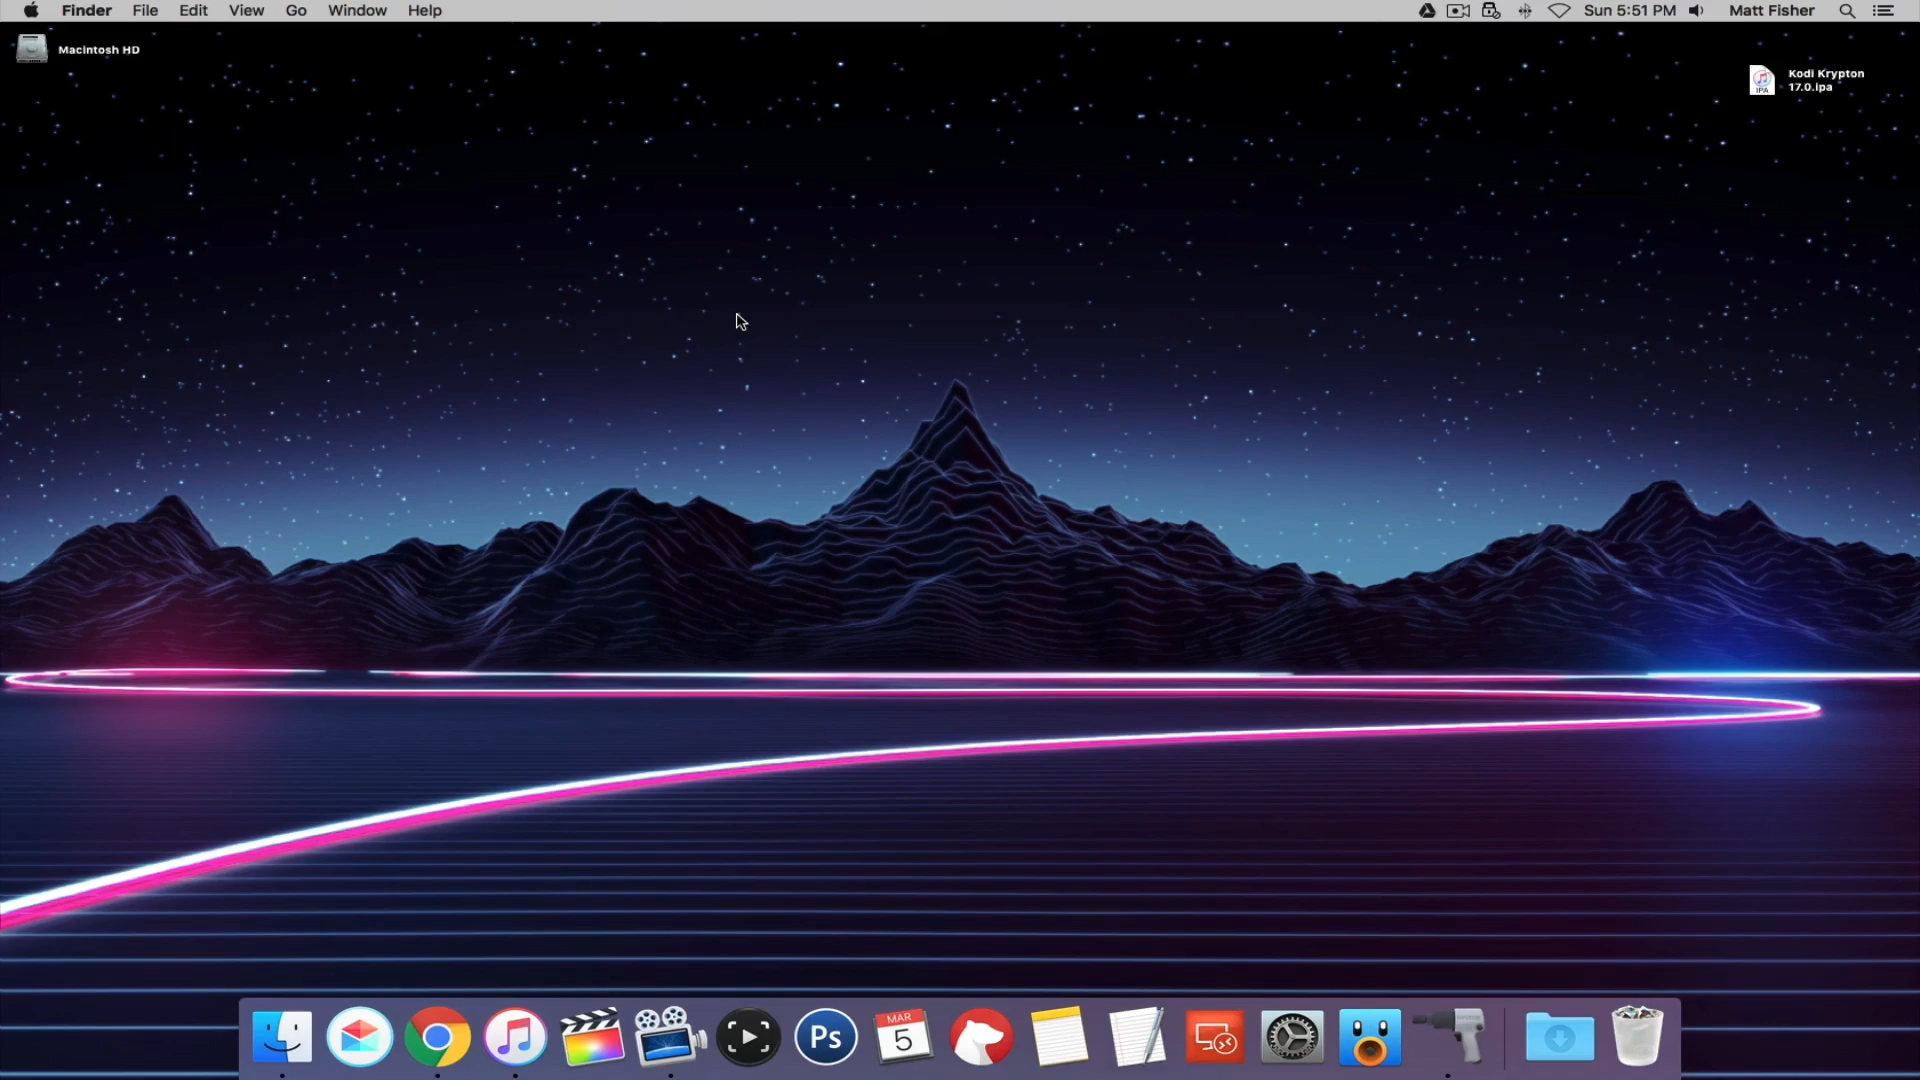 Finder File Edit View Go Window Help Sun 5:51 PM Matt Fisher
Macintosh HD
Kodi Krypton
17.0.ipa
IPA
Ps
MAR
5